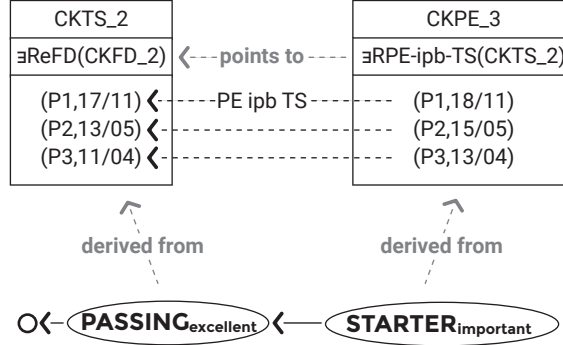 CKTS_2 CKPE_3
∃ReFD(CKFD_2) points to ∃RPE-ipb-TS(CKTS_2)
(P1,17/11) PE ipb TS (P1,18/11)
(P2,13/05) (P2,15/05)
(P3,11/04) (P3,13/04)
derived from derived from
PASSINGexcellent STARTERimportant